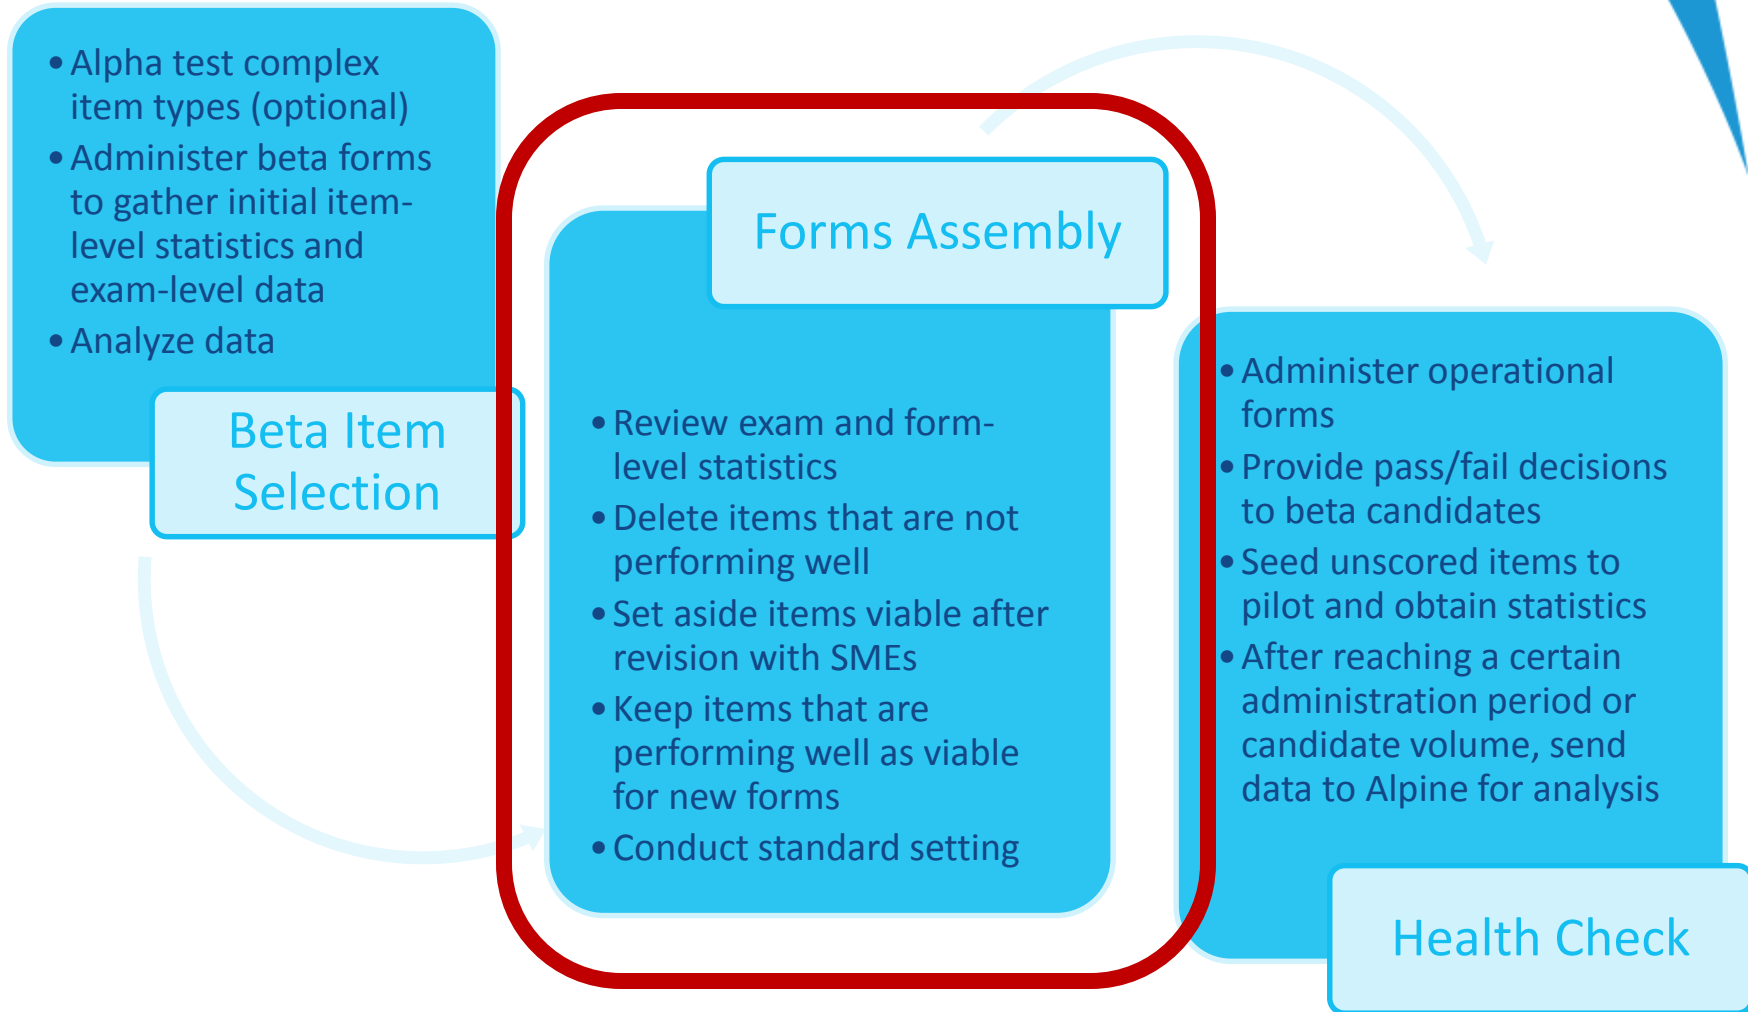 • Alpha test complex
item types (optional)
• Administer beta forms
to gather initial item-
level statistics and
exam-level data
• Analyze data
Beta Item
Selection
Forms Assembly
• Review exam and form-
level statistics
• Delete items that are not
performing well
• Set aside items viable after
revision with SMEs
• Keep items that are
performing well as viable
for new forms
• Conduct standard setting
• Administer operational
forms
• Provide pass/fail decisions
to beta candidates
• Seed unscored items to
pilot and obtain statistics
• After reaching a certain
administration period or
candidate volume, send
data to Alpine for analysis
Health Check